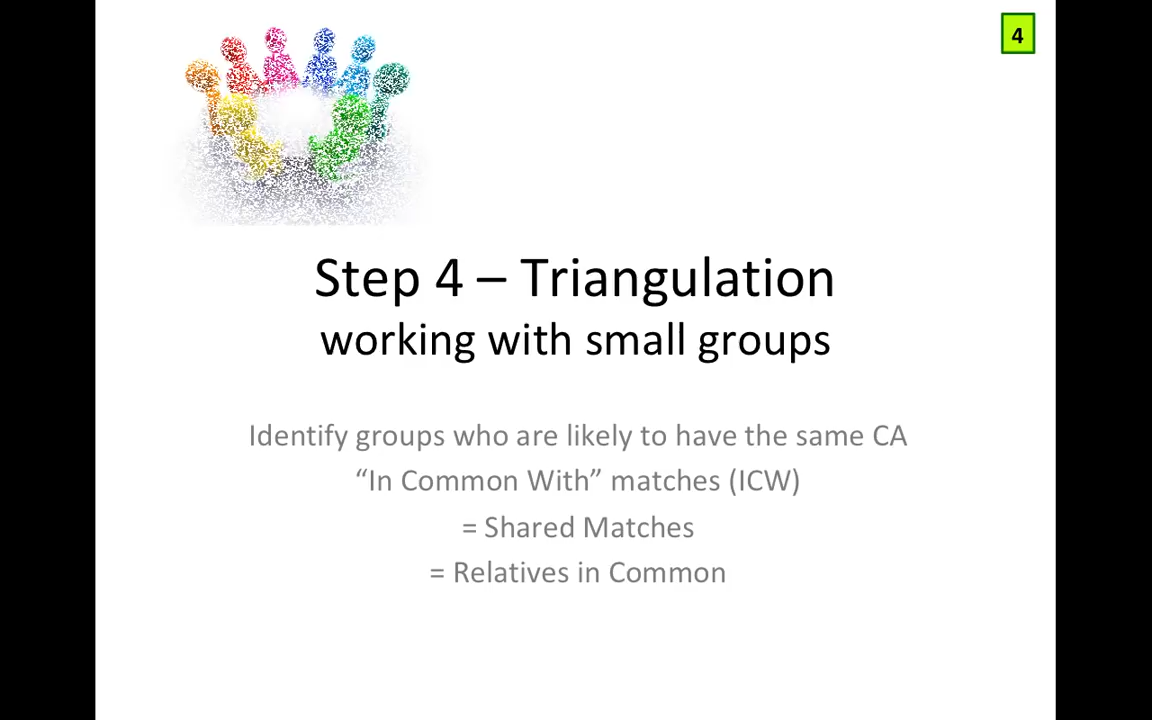 4
Step 4 – Triangulation
working with small groups
Identify groups who are likely to have the same CA
“In Common With” matches (ICW)
= Shared Matches
= Relatives in Common